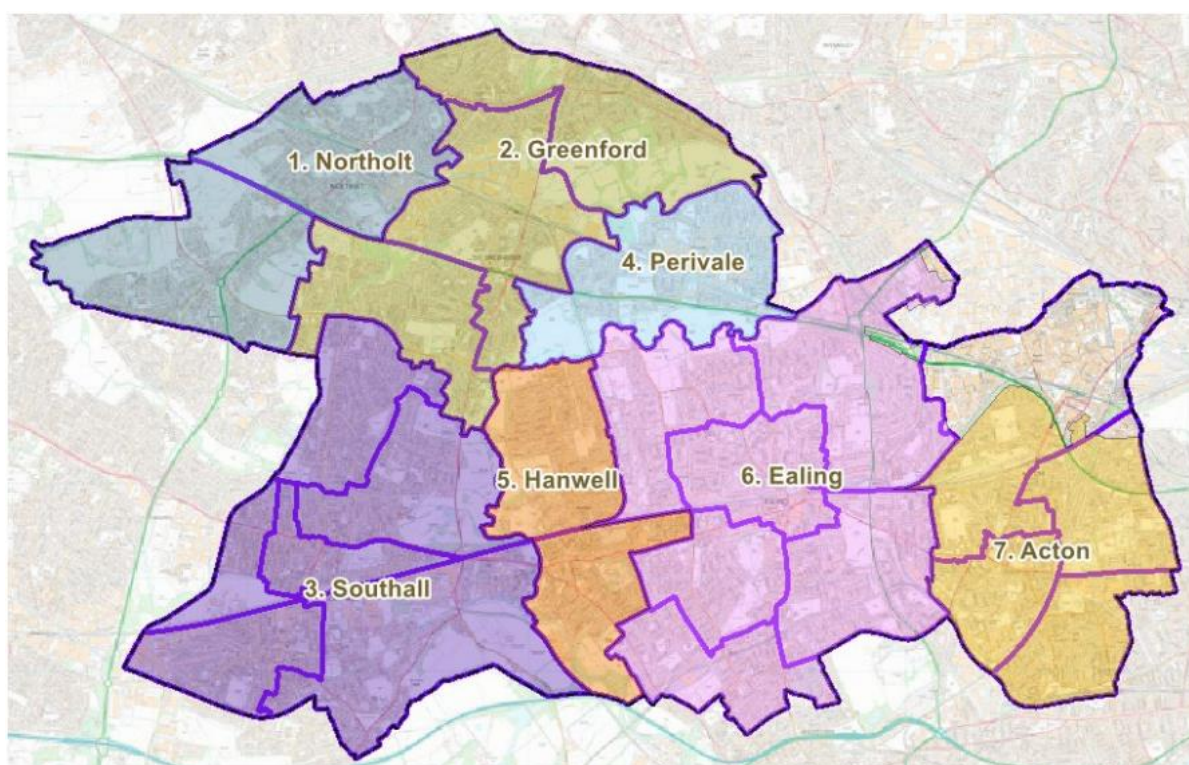 1. Northolt
2. Greenford
4. Perivale
5. Hanwell
6. Ealing
7. Acton
3. Southall